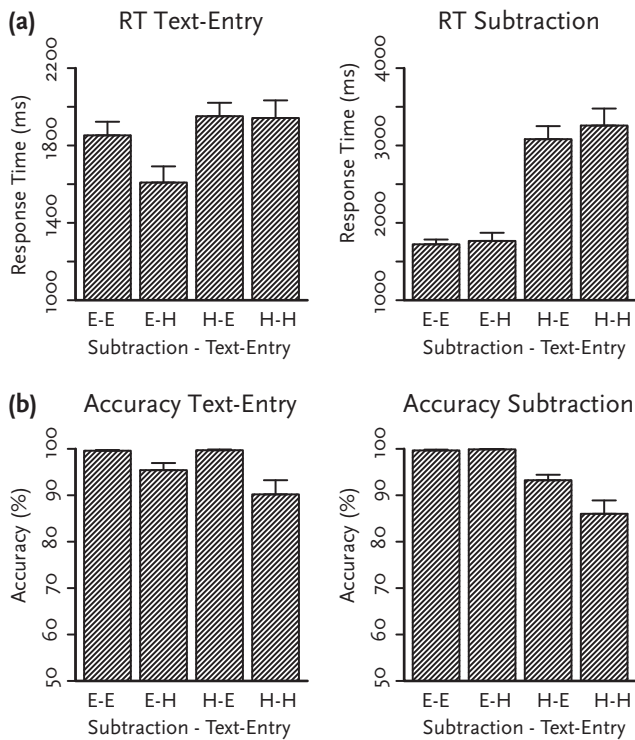 (a) RT Text-Entry
Response Time (ms)
1000 1400 1800 2200
E-E E-H H-E H-H
Subtraction - Text-Entry
RT Subtraction
Response Time (ms)
1000 2000 3000 4000
E-E E-H H-E H-H
Subtraction - Text-Entry
(b) Accuracy Text-Entry
Accuracy (%)
50 60 70 80 90 100
E-E E-H H-E H-H
Subtraction - Text-Entry
Accuracy Subtraction
Accuracy (%)
50 60 70 80 90 100
E-E E-H H-E H-H
Subtraction - Text-Entry